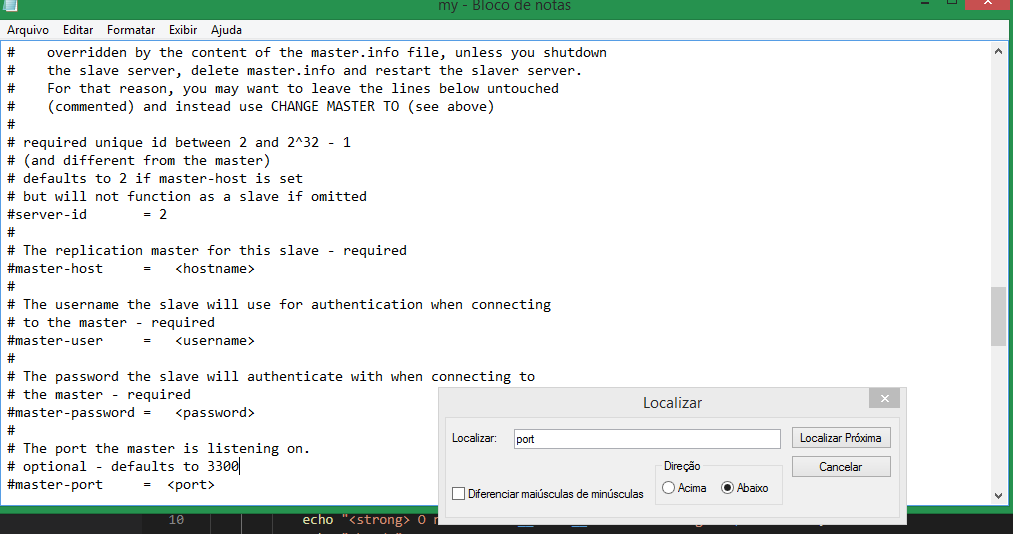 my - Bloco de notas
Arquivo Editar Formatar Exibir Ajuda
# overridden by the content of the master.info file, unless you shutdown
# the slave server, delete master.info and restart the slaver server.
# For that reason, you may want to leave the lines below untouched
# (commented) and instead use CHANGE MASTER TO (see above)
#
# required unique id between 2 and 2^32 - 1
# (and different from the master)
# defaults to 2 if master-host is set
# but will not function as a slave if omitted
#server-id = 2
#
# The replication master for this slave - required
#master-host = <hostname>
#
# The username the slave will use for authentication when connecting
# to the master - required
#master-user = <username>
#
# The password the slave will authenticate with when connecting to
# the master - required
#master-password = <password>
#
# The port the master is listening on.
# optional - defaults to 3300
#master-port = <port>
Localizar
Localizar: port
Localizar Próxima
Cancelar
Direção
Diferenciar maiúsculas de minúsculas
Acima Abaixo
10 echo "<strong> O